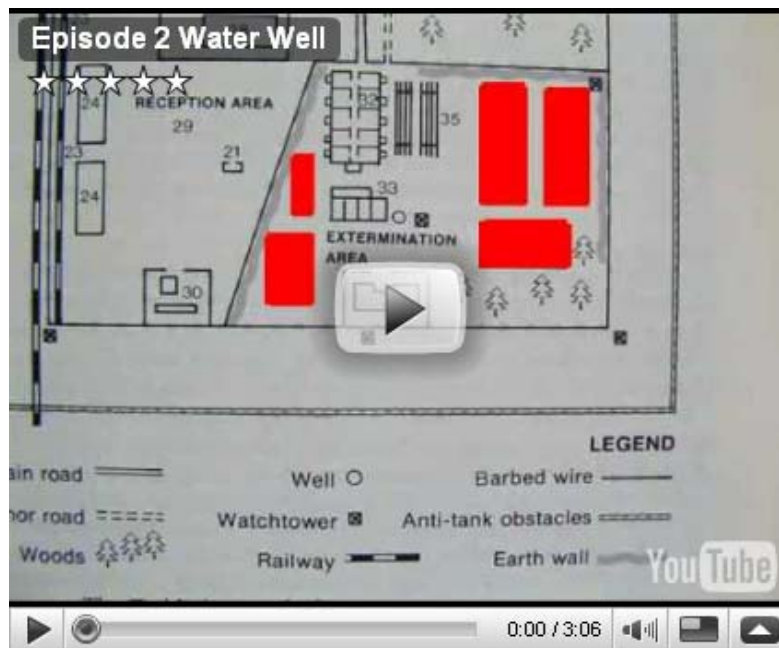 Episode 2 Water Well
24
RECEPTION AREA
32
29
35
23
21
24
33
EXTERMINATION
AREA
30
LEGEND
ain road
Well
Barbed wire
or road
Watchtower
Anti-tank obstacles
Woods
Railway
Earth wall
YouTube
0:00 / 3:06